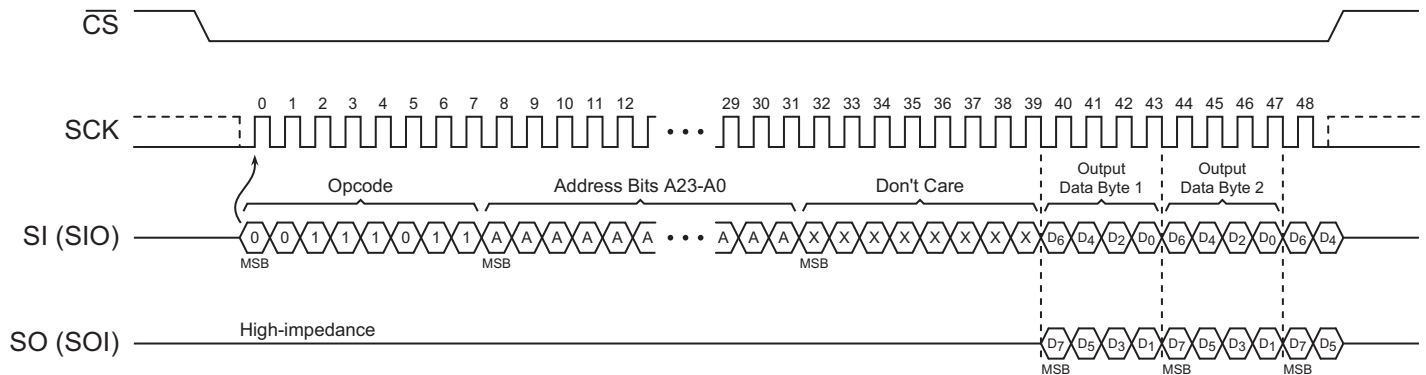 CS
0 1 2 3 4 5 6 7 8 9 10 11 12 29 30 31 32 33 34 35 36 37 38 39 40 41 42 43 44 45 46 47 48
SCK • • •
Opcode Address Bits A23-A0 Don't Care Output Data Byte 1 Output Data Byte 2
SI (SIO) 0 0 1 1 1 0 1 1 A A A A A A • • • A A A X X X X X X X X D6 D4 D2 D0 D6 D4 D2 D0 D6 D4
MSB MSB MSB
High-impedance
SO (SOI) D7 D5 D3 D1 D7 D5 D3 D1 D7 D5
MSB MSB MSB